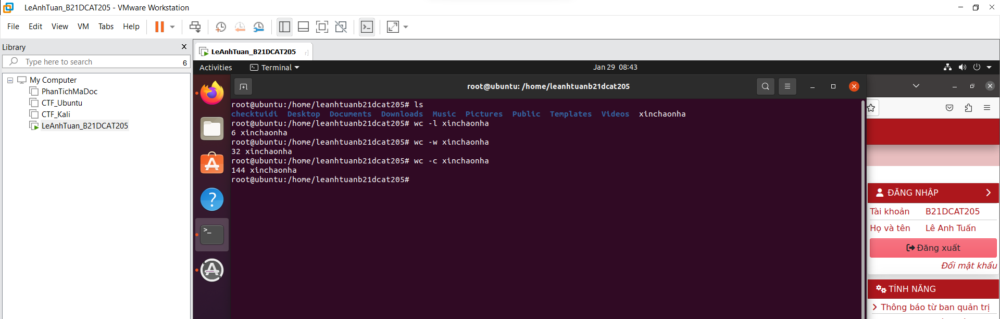 LeAnhTuan_B21DCAT205 - VMware Workstation
File Edit View VM Tabs Help
Library
Type here to search
6
My Computer
PhanTichMaDoc
CTF_Ubuntu
CTF_Kali
LeAnhTuan_B21DCAT205
LeAnhTuan_B21DCAT205
Activities Terminal Jan 29 08:43
root@ubuntu: /home/leanhtuanb21dcat205
root@ubuntu:/home/leanhtuanb21dcat205# ls
checktuidi Desktop Documents Downloads Music Pictures Public Templates Videos xinchaonha
root@ubuntu:/home/leanhtuanb21dcat205# wc -l xinchaonha
6 xinchaonha
root@ubuntu:/home/leanhtuanb21dcat205# wc -w xinchaonha
32 xinchaonha
root@ubuntu:/home/leanhtuanb21dcat205# wc -c xinchaonha
144 xinchaonha
root@ubuntu:/home/leanhtuanb21dcat205#
ĐĂNG NHẬP
Tài khoản B21DCAT205
Họ và tên Lê Anh Tuấn
Đăng xuất
Đổi mật khẩu
TÍNH NĂNG
Thông báo từ ban quản trị